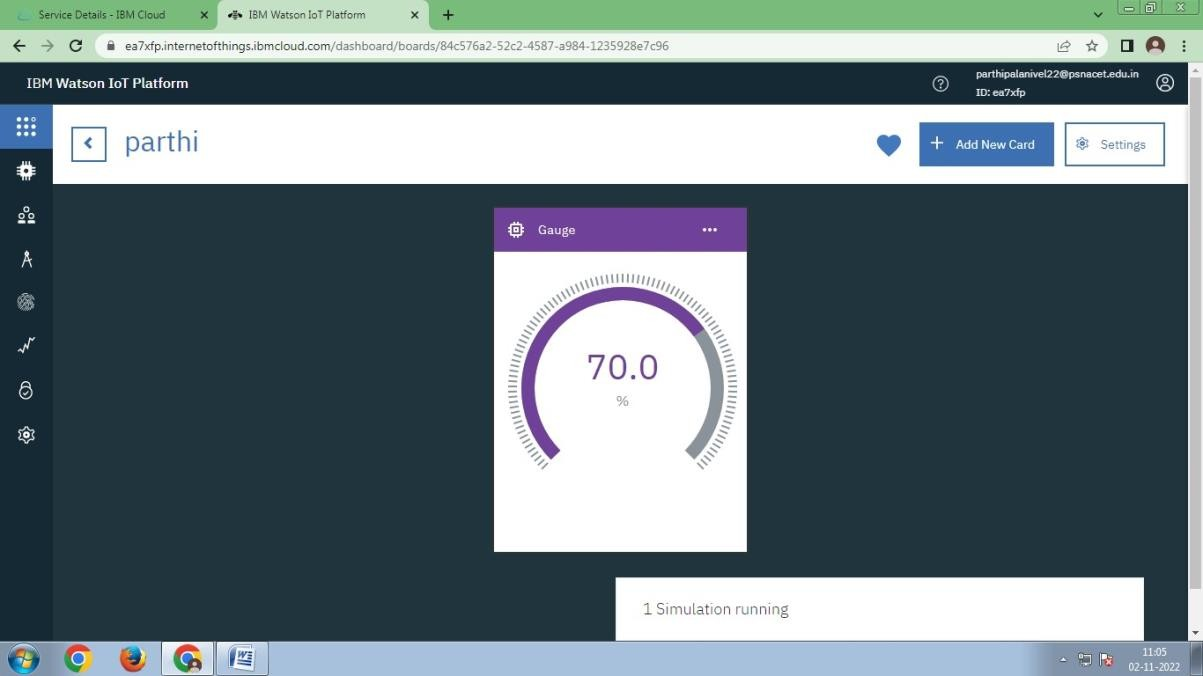 Service Details - IBM Cloud
IBM Watson IoT Platform
ea7xfp.internetofthings.ibmcloud.com/dashboard/boards/84c576a2-52c2-4587-a984-1235928e7c96
IBM Watson IoT Platform
parthipalanivel22@psnacet.edu.in
ID: ea7xfp
parthi
Add New Card
Settings
Gauge
70.0
%
1 Simulation running
11:05
02-11-2022